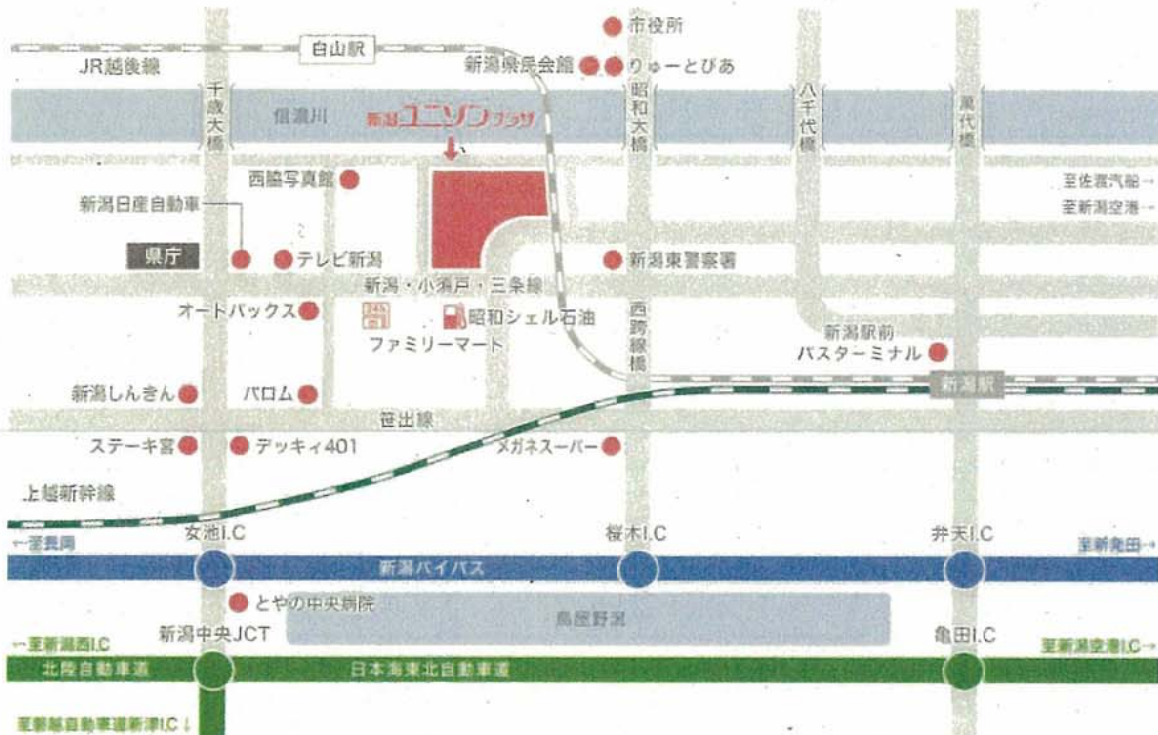 市役所
白山駅
JR越後線
新潟県民会館
りゅーとぴあ
千歳大橋
昭和大橋
八千代橋
萬代橋
信濃川
新潟ユニゾンプラザ
西脇写真館
至佐渡汽船→
新潟日産自動車
至新潟空港→
県庁
テレビ新潟
新潟東警察署
新潟・小須戸・三条線
オートバックス
昭和シェル石油
ファミリーマート
西跨線橋
新潟駅前
バスターミナル
新潟駅
新潟しんきん
バロム
笹出線
ステーキ宮
デッキィ401
メガネスーパー
上越新幹線
女池I.C
桜木I.C
弁天I.C
←至長岡
新潟バイパス
至新発田→
とやの中央病院
鳥屋野潟
新潟中央JCT
亀田I.C
←至新潟西I.C
至新潟空港I.C→
北陸自動車道
日本海東北自動車道
至磐越自動車道新津I.C↓